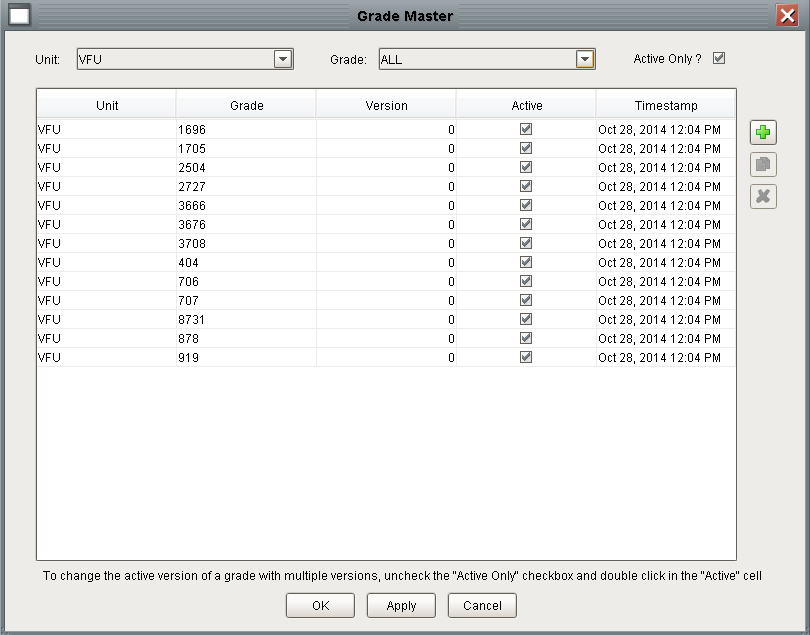 Grade Master
Unit: VFU Grade: ALL Active Only ?
Unit Grade Version Active Timestamp
VFU 1696 0 Oct 28, 2014 12:04 PM
VFU 1705 0 Oct 28, 2014 12:04 PM
VFU 2504 0 Oct 28, 2014 12:04 PM
VFU 2727 0 Oct 28, 2014 12:04 PM
VFU 3666 0 Oct 28, 2014 12:04 PM
VFU 3676 0 Oct 28, 2014 12:04 PM
VFU 3708 0 Oct 28, 2014 12:04 PM
VFU 404 0 Oct 28, 2014 12:04 PM
VFU 706 0 Oct 28, 2014 12:04 PM
VFU 707 0 Oct 28, 2014 12:04 PM
VFU 8731 0 Oct 28, 2014 12:04 PM
VFU 878 0 Oct 28, 2014 12:04 PM
VFU 919 0 Oct 28, 2014 12:04 PM
To change the active version of a grade with multiple versions, uncheck the "Active Only" checkbox and double click in the "Active" cell
OK Apply Cancel